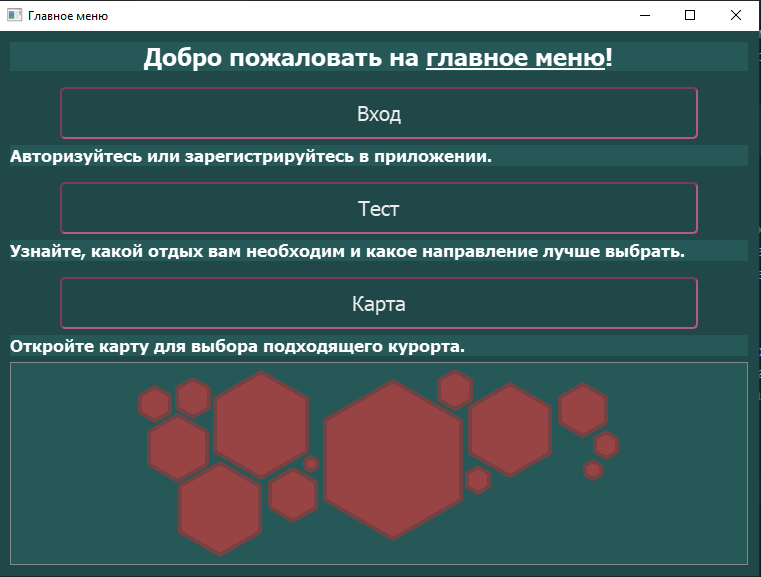 Главное меню
Добро пожаловать на главное меню!
Вход
Авторизуйтесь или зарегистрируйтесь в приложении.
Тест
Узнайте, какой отдых вам необходим и какое направление лучше выбрать.
Карта
Откройте карту для выбора подходящего курорта.